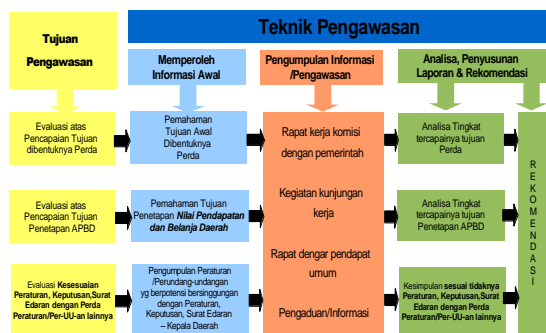 Teknik Pengawasan
Tujuan
Pengawasan
Memperoleh
Informasi Awal
Pengumpulan Informasi
/Pengawasan
Analisa, Penyusunan
Laporan & Rekomendasi
Evaluasi atas
Pencapaian Tujuan
dibentuknya Perda
Pemahaman
Tujuan Awal
Dibentuknya
Perda
Rapat kerja komisi
dengan pemerintah
Analisa Tingkat
tercapainya tujuan
Perda
Evaluasi atas
Pencaian Tujuan
Penetapan APBD
Pemahaman Tujuan
Penetapan Nilai Pendapatan
dan Belanja Daerah
Kegiatan kunjungan
kerja
Analisa Tingkat
tercapainya tujuan
Penetapan APBD
Evaluasi Kesesuaian
Peraturan, Keputusan,Surat
Edaran dengan Perda
Peraturan/Per-UU-an lainnya
Pengumpulan Peraturan
/Perundang-undangan
yg berpotensi bersinggungan
dengan Peraturan,
Keputusan, Surat Edaran
– Kepala Daerah
Rapat dengar pendapat
umum
Pengaduan/Informasi
Kesimpulan sesuai tidaknya
Peraturan, Keputusan,Surat
Edaran dengan Perda
Peraturan/Per-UU-an lainnya
R
E
K
O
M
E
N
D
A
S
I